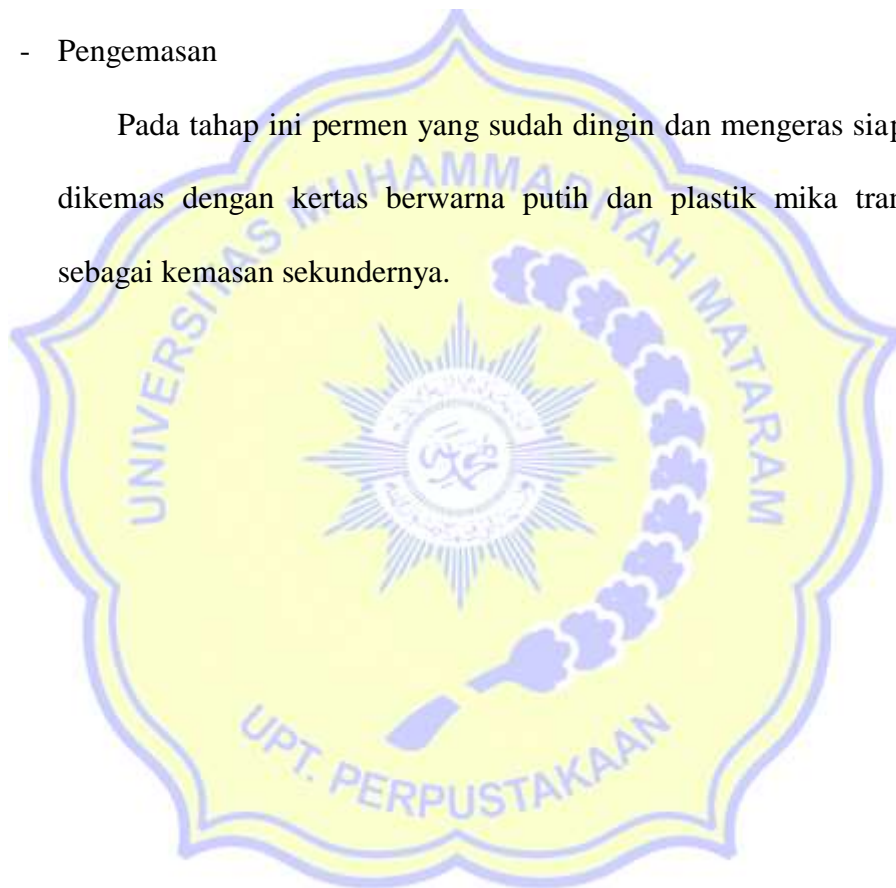 - Pengemasan
Pada tahap ini permen yang sudah dingin dan mengeras siap
dikemas dengan kertas berwarna putih dan plastik mika tran
sebagai kemasan sekundernya.
UNIVERSITAS MUHAMMADIYAH MATARAM
UPT. PERPUSTAKAAN